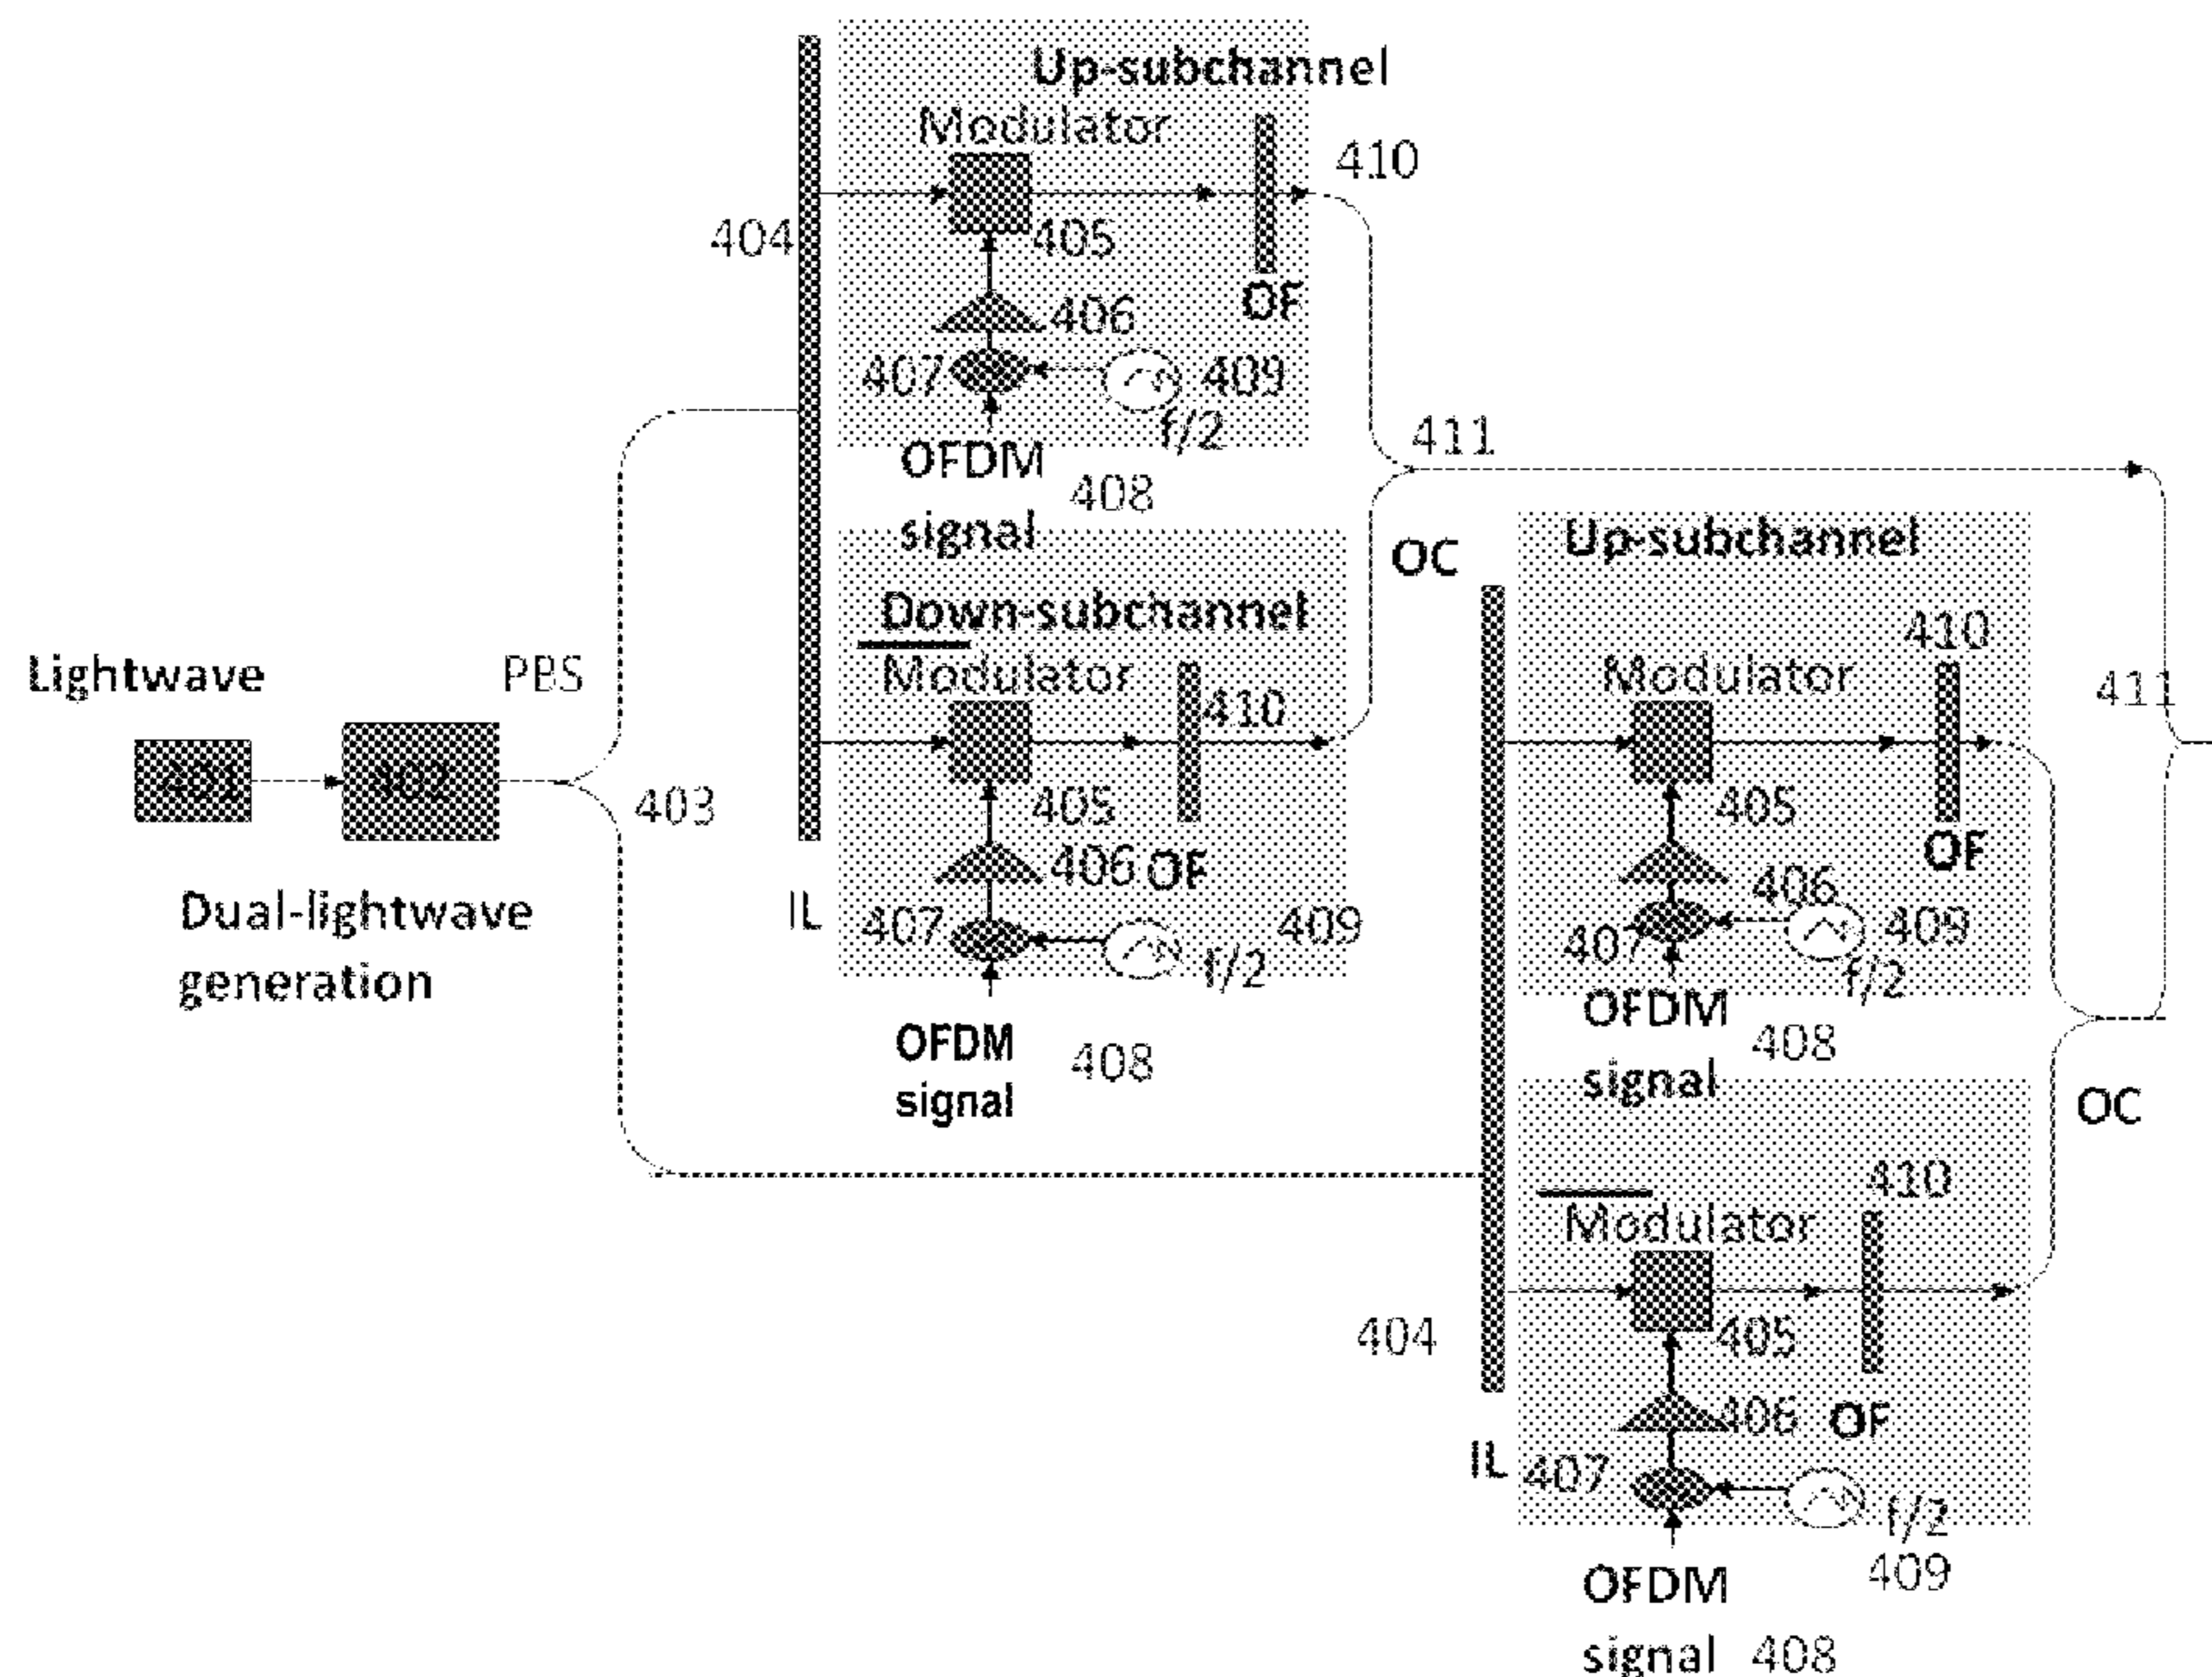 Up-subchannel
Modulator
410
404
405
OF
406
407
409
f/2
OFDM
signal
408
411
OC
Down-subchannel
Modulator
410
405
406
OF
407
409
f/2
OFDM
signal
408
Lightwave
PBS
401
402
403
Dual-lightwave
generation
IL
Up-subchannel
410
Modulator
411
405
OF
406
407
409
f/2
OFDM
signal
408
OC
410
Modulator
404
405
406
OF
IL
407
f/2
409
OFDM
signal
408